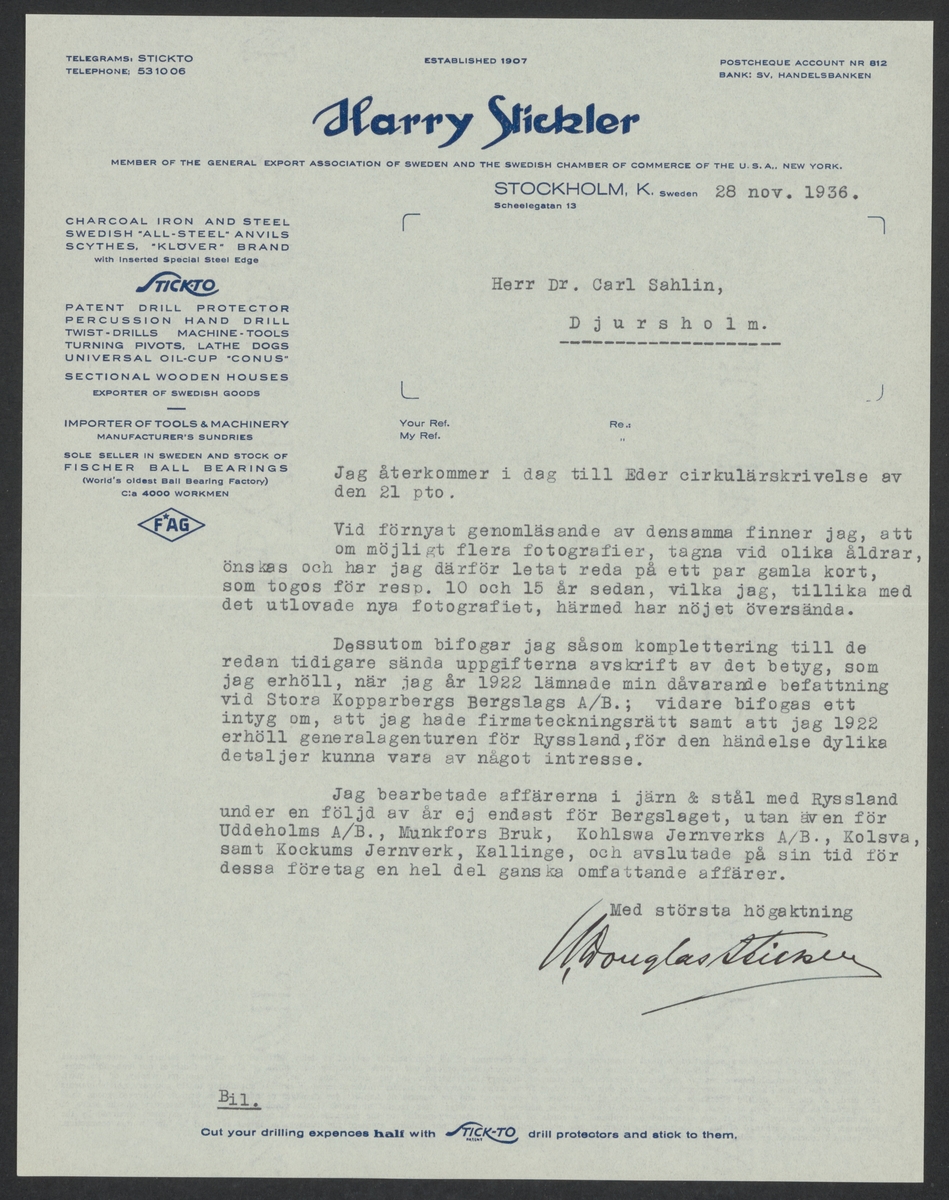 TELEGRAMS: STICKTO
TELEPHONE: 531006
ESTABLISHED 1907
POSTCHEQUE ACCOUNT NR 812
BANK: SV. HANDELSBANKEN
Harry Stickler
MEMBER OF THE GENERAL EXPORT ASSOCIATION OF SWEDEN AND THE SWEDISH CHAMBER OF COMMERCE OF THE U.S.A., NEW YORK.
STOCKHOLM, K. Sweden 28 nov. 1936.
Scheelegatan 13
CHARCOAL IRON AND STEEL
SWEDISH "ALL-STEEL" ANVILS
SCYTHES, "KLÖVER" BRAND
with Inserted Special Steel Edge
STICK-TO
PATENT DRILL PROTECTOR
PERCUSSION HAND DRILL
TWIST-DRILLS MACHINE-TOOLS
TURNING PIVOTS, LATHE DOGS
UNIVERSAL OIL-CUP "CONUS"
SECTIONAL WOODEN HOUSES
EXPORTER OF SWEDISH GOODS
IMPORTER OF TOOLS & MACHINERY
MANUFACTURER'S SUNDRIES
SOLE SELLER IN SWEDEN AND STOCK OF
FISCHER BALL BEARINGS
(World's oldest Ball Bearing Factory)
C:a 4000 WORKMEN
FAG
Herr Dr. Carl Sahlin,
Djursholm.
Your Ref. Re.:
My Ref. "
Jag återkommer i dag till Eder cirkulärskrivelse av
den 21 pto.
Vid förnyat genomläsande av densamma finner jag, att
om möjligt flera fotografier, tagna vid olika åldrar,
önskas och har jag därför letat reda på ett par gamla kort,
som togos för resp. 10 och 15 år sedan, vilka jag, tillika med
det utlovade nya fotografiet, härmed har nöjet översända.
Dessutom bifogar jag såsom komplettering till de
redan tidigare sända uppgifterna avskrift av det betyg, som
jag erhöll, när jag år 1922 lämnade min dåvarande befattning
vid Stora Kopparbergs Bergslags A/B.; vidare bifogas ett
intyg om, att jag hade firmateckningsrätt samt att jag 1922
erhöll generalagenturen för Ryssland,för den händelse dylika
detaljer kunna vara av något intresse.
Jag bearbetade affärerna i järn & stål med Ryssland
under en följd av år ej endast för Bergslaget, utan även för
Uddeholms A/B., Munkfors Bruk, Kohlswa Jernverks A/B., Kolsva,
samt Kockums Jernverk, Kallinge, och avslutade på sin tid för
dessa företag en hel del ganska omfattande affärer.
Med största högaktning
Douglas Stickler
Bil.
Cut your drilling expences half with STICK-TO PATENT drill protectors and stick to them.